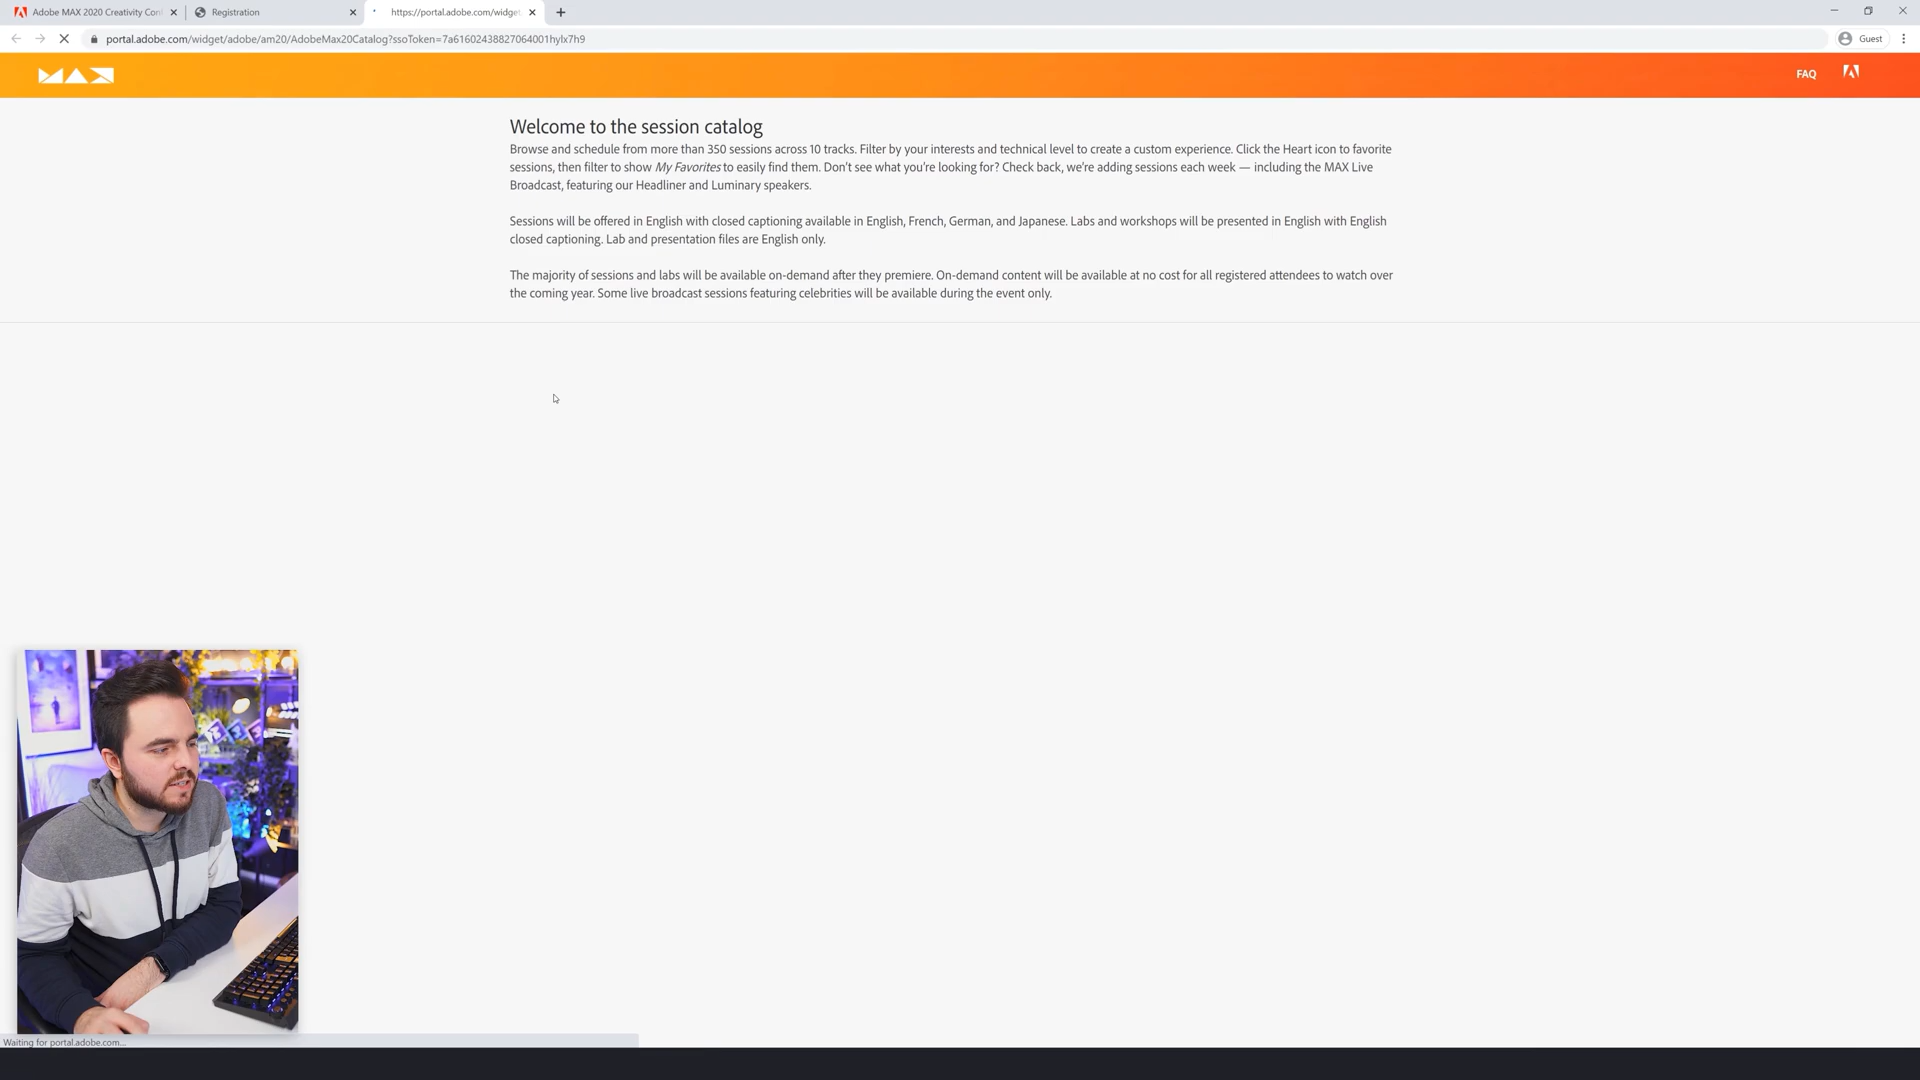 Adobe MAX 2020 Creativity Con
Registration
https://portal.adobe.com/widget
portal.adobe.com/widget/adobe/am20/AdobeMax20Catalog?ssoToken=7a61602438827064001hylx7h9
Guest
MAX
FAQ
Welcome to the session catalog
Browse and schedule from more than 350 sessions across 10 tracks. Filter by your interests and technical level to create a custom experience. Click the Heart icon to favorite
sessions, then filter to show My Favorites to easily find them. Don't see what you're looking for? Check back, we're adding sessions each week — including the MAX Live
Broadcast, featuring our Headliner and Luminary speakers.
Sessions will be offered in English with closed captioning available in English, French, German, and Japanese. Labs and workshops will be presented in English with English
closed captioning. Lab and presentation files are English only.
The majority of sessions and labs will be available on-demand after they premiere. On-demand content will be available at no cost for all registered attendees to watch over
the coming year. Some live broadcast sessions featuring celebrities will be available during the event only.
Waiting for portal.adobe.com...